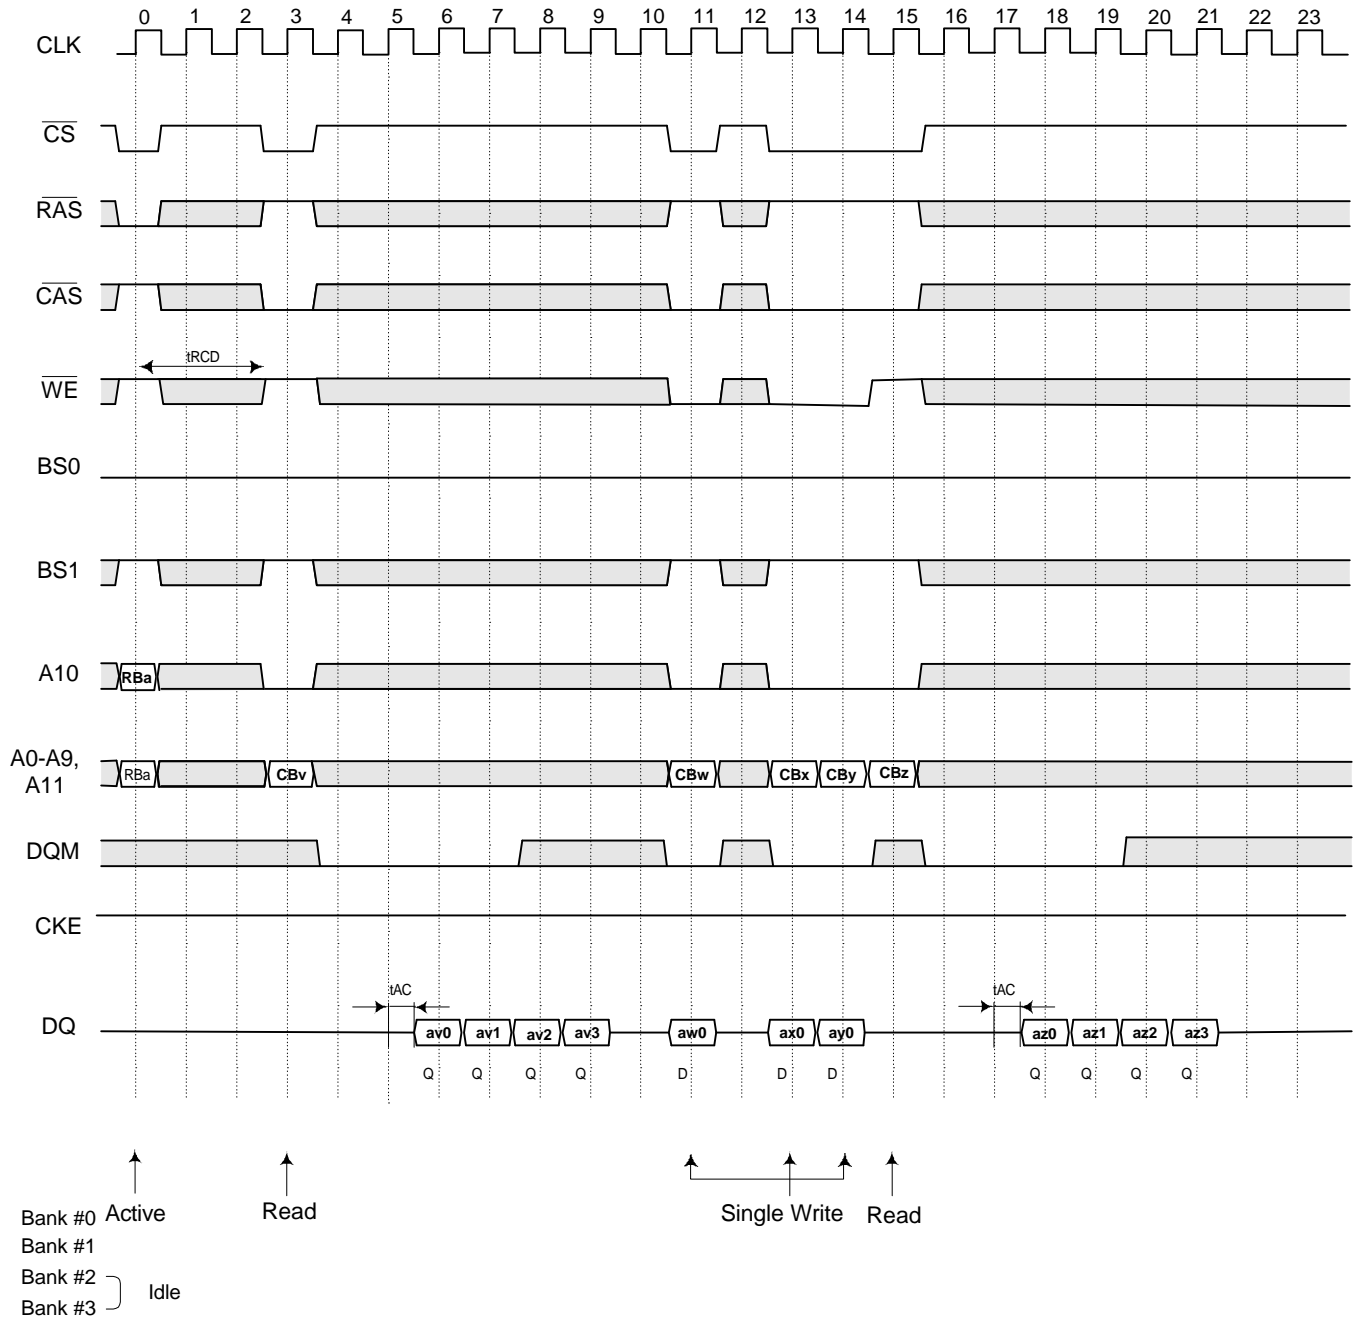 0 1 2 3 4 5 6 7 8 9 10 11 12 13 14 15 16 17 18 19 20 21 22 23
CLK
CS
RAS
CAS
tRCD
WE
BS0
BS1
A10 RBa
A0-A9,
A11
RBa CBv CBw CBx CBy CBz
DQM
CKE
tAC tAC
DQ av0 av1 av2 av3 aw0 ax0 ay0 az0 az1 az2 az3
Q Q Q Q D D D Q Q Q Q
Active Read Single Write Read
Bank #0
Bank #1
Bank #2
Idle
Bank #3